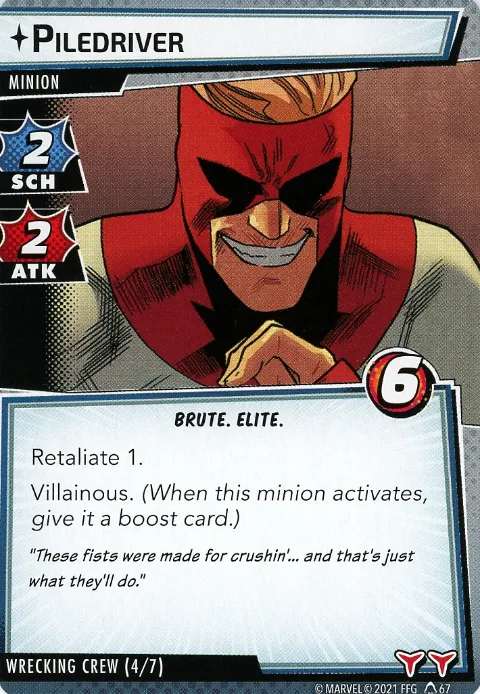 PILEDRIVER
MINION
2
SCH
2
ATK
6
BRUTE. ELITE.
Retaliate 1.
Villainous. (When this minion activates,
give it a boost card.)
"These fists were made for crushin'... and that's just
what they'll do."
WRECKING CREW (4/7)
© MARVEL © 2021 FFG 67